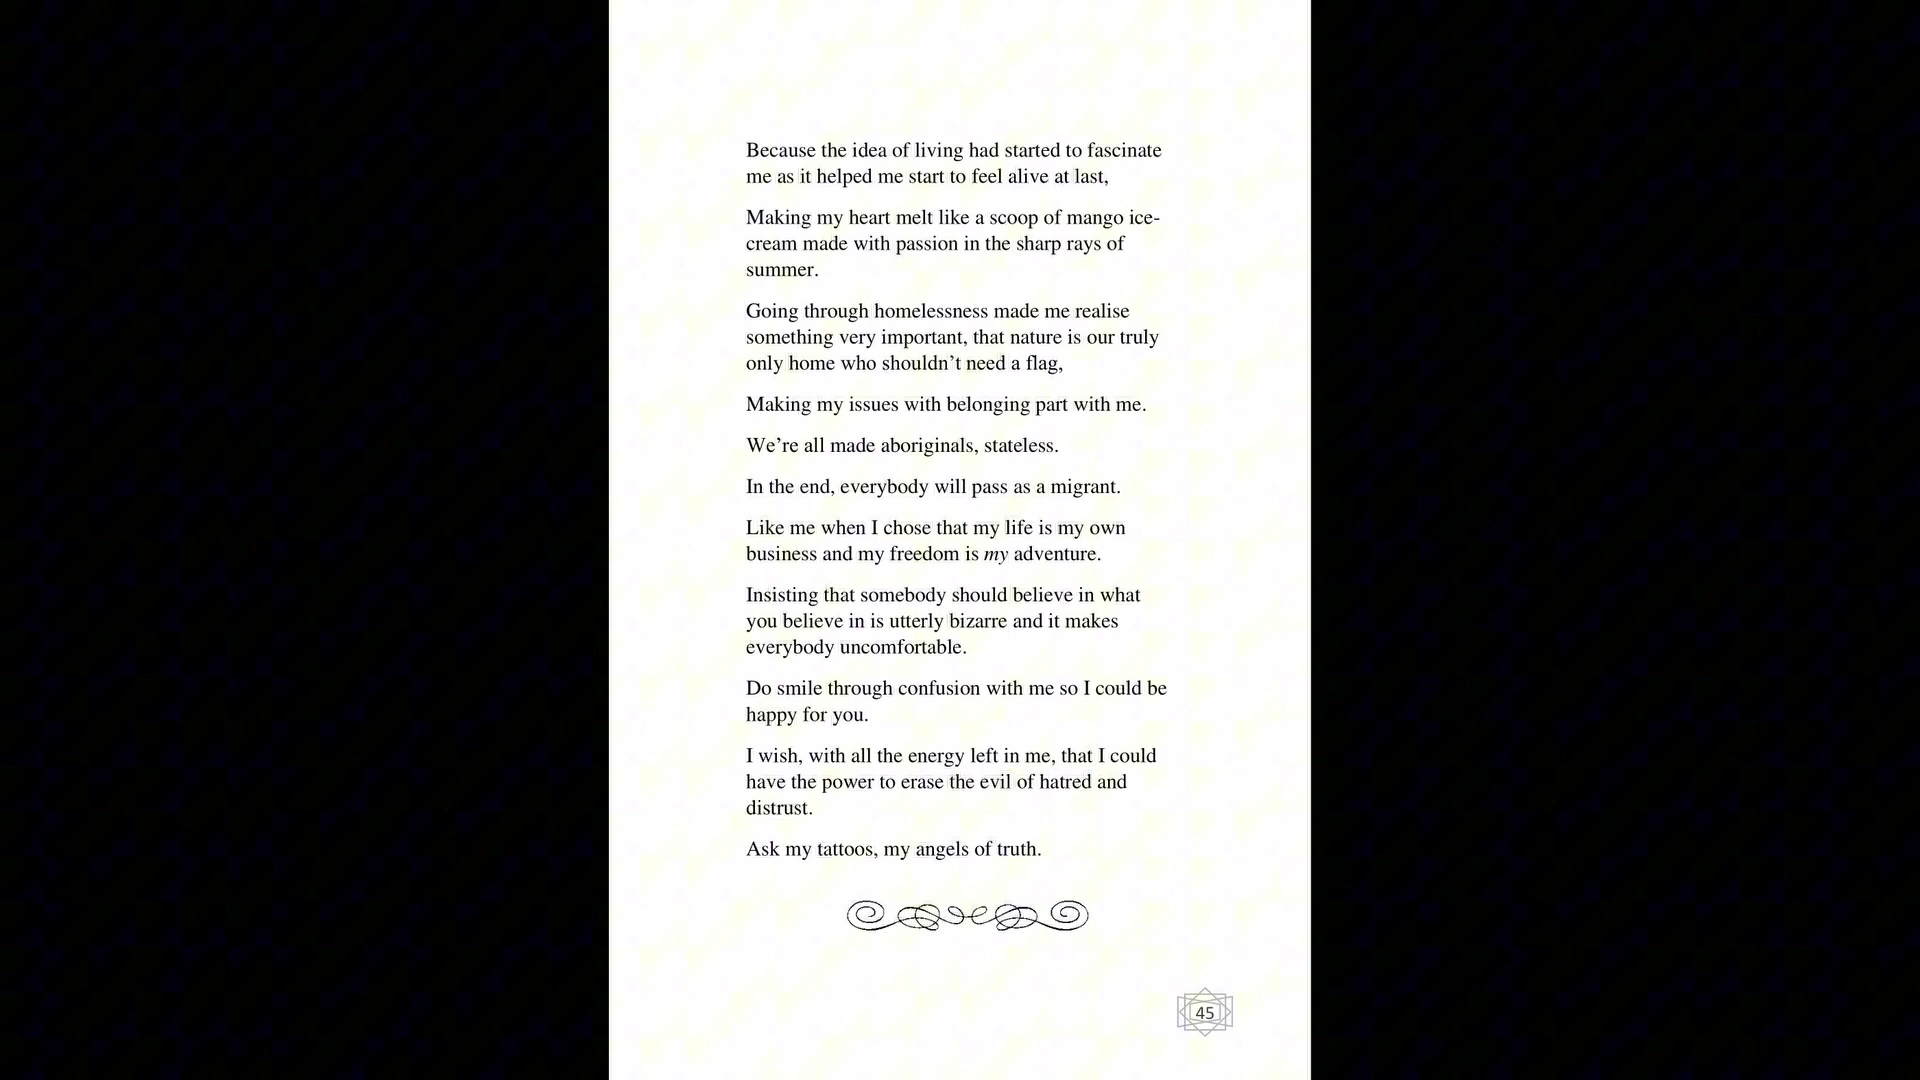 Because the idea of living had started to fascinate
me as it helped me start to feel alive at last,
Making my heart melt like a scoop of mango ice-
cream made with passion in the sharp rays of
summer.
Going through homelessness made me realise
something very important, that nature is our truly
only home who shouldn’t need a flag,
Making my issues with belonging part with me.
We’re all made aboriginals, stateless.
In the end, everybody will pass as a migrant.
Like me when I chose that my life is my own
business and my freedom is my adventure.
Insisting that somebody should believe in what
you believe in is utterly bizarre and it makes
everybody uncomfortable.
Do smile through confusion with me so I could be
happy for you.
I wish, with all the energy left in me, that I could
have the power to erase the evil of hatred and
distrust.
Ask my tattoos, my angels of truth.
45